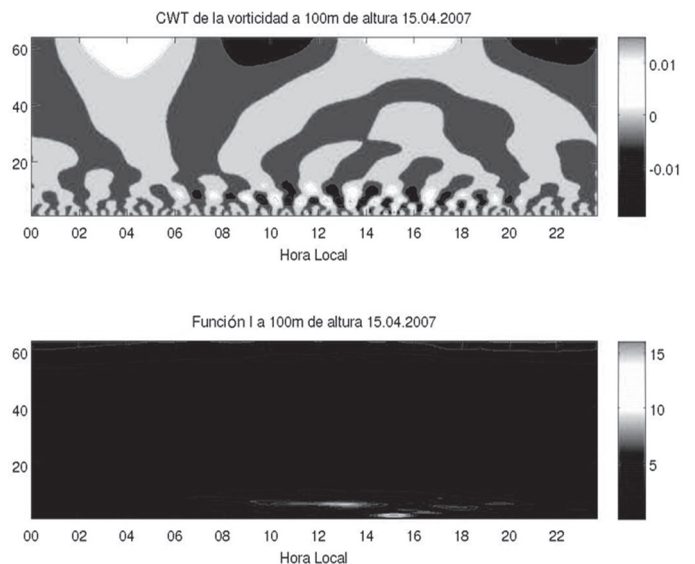 CWT de la vorticidad a 100m de altura 15.04.2007
60
40
20
00 02 04 06 08 10 12 14 16 18 20 22
Hora Local
0.01
0
-0.01
Función I a 100m de altura 15.04.2007
60
40
20
00 02 04 06 08 10 12 14 16 18 20 22
Hora Local
15
10
5